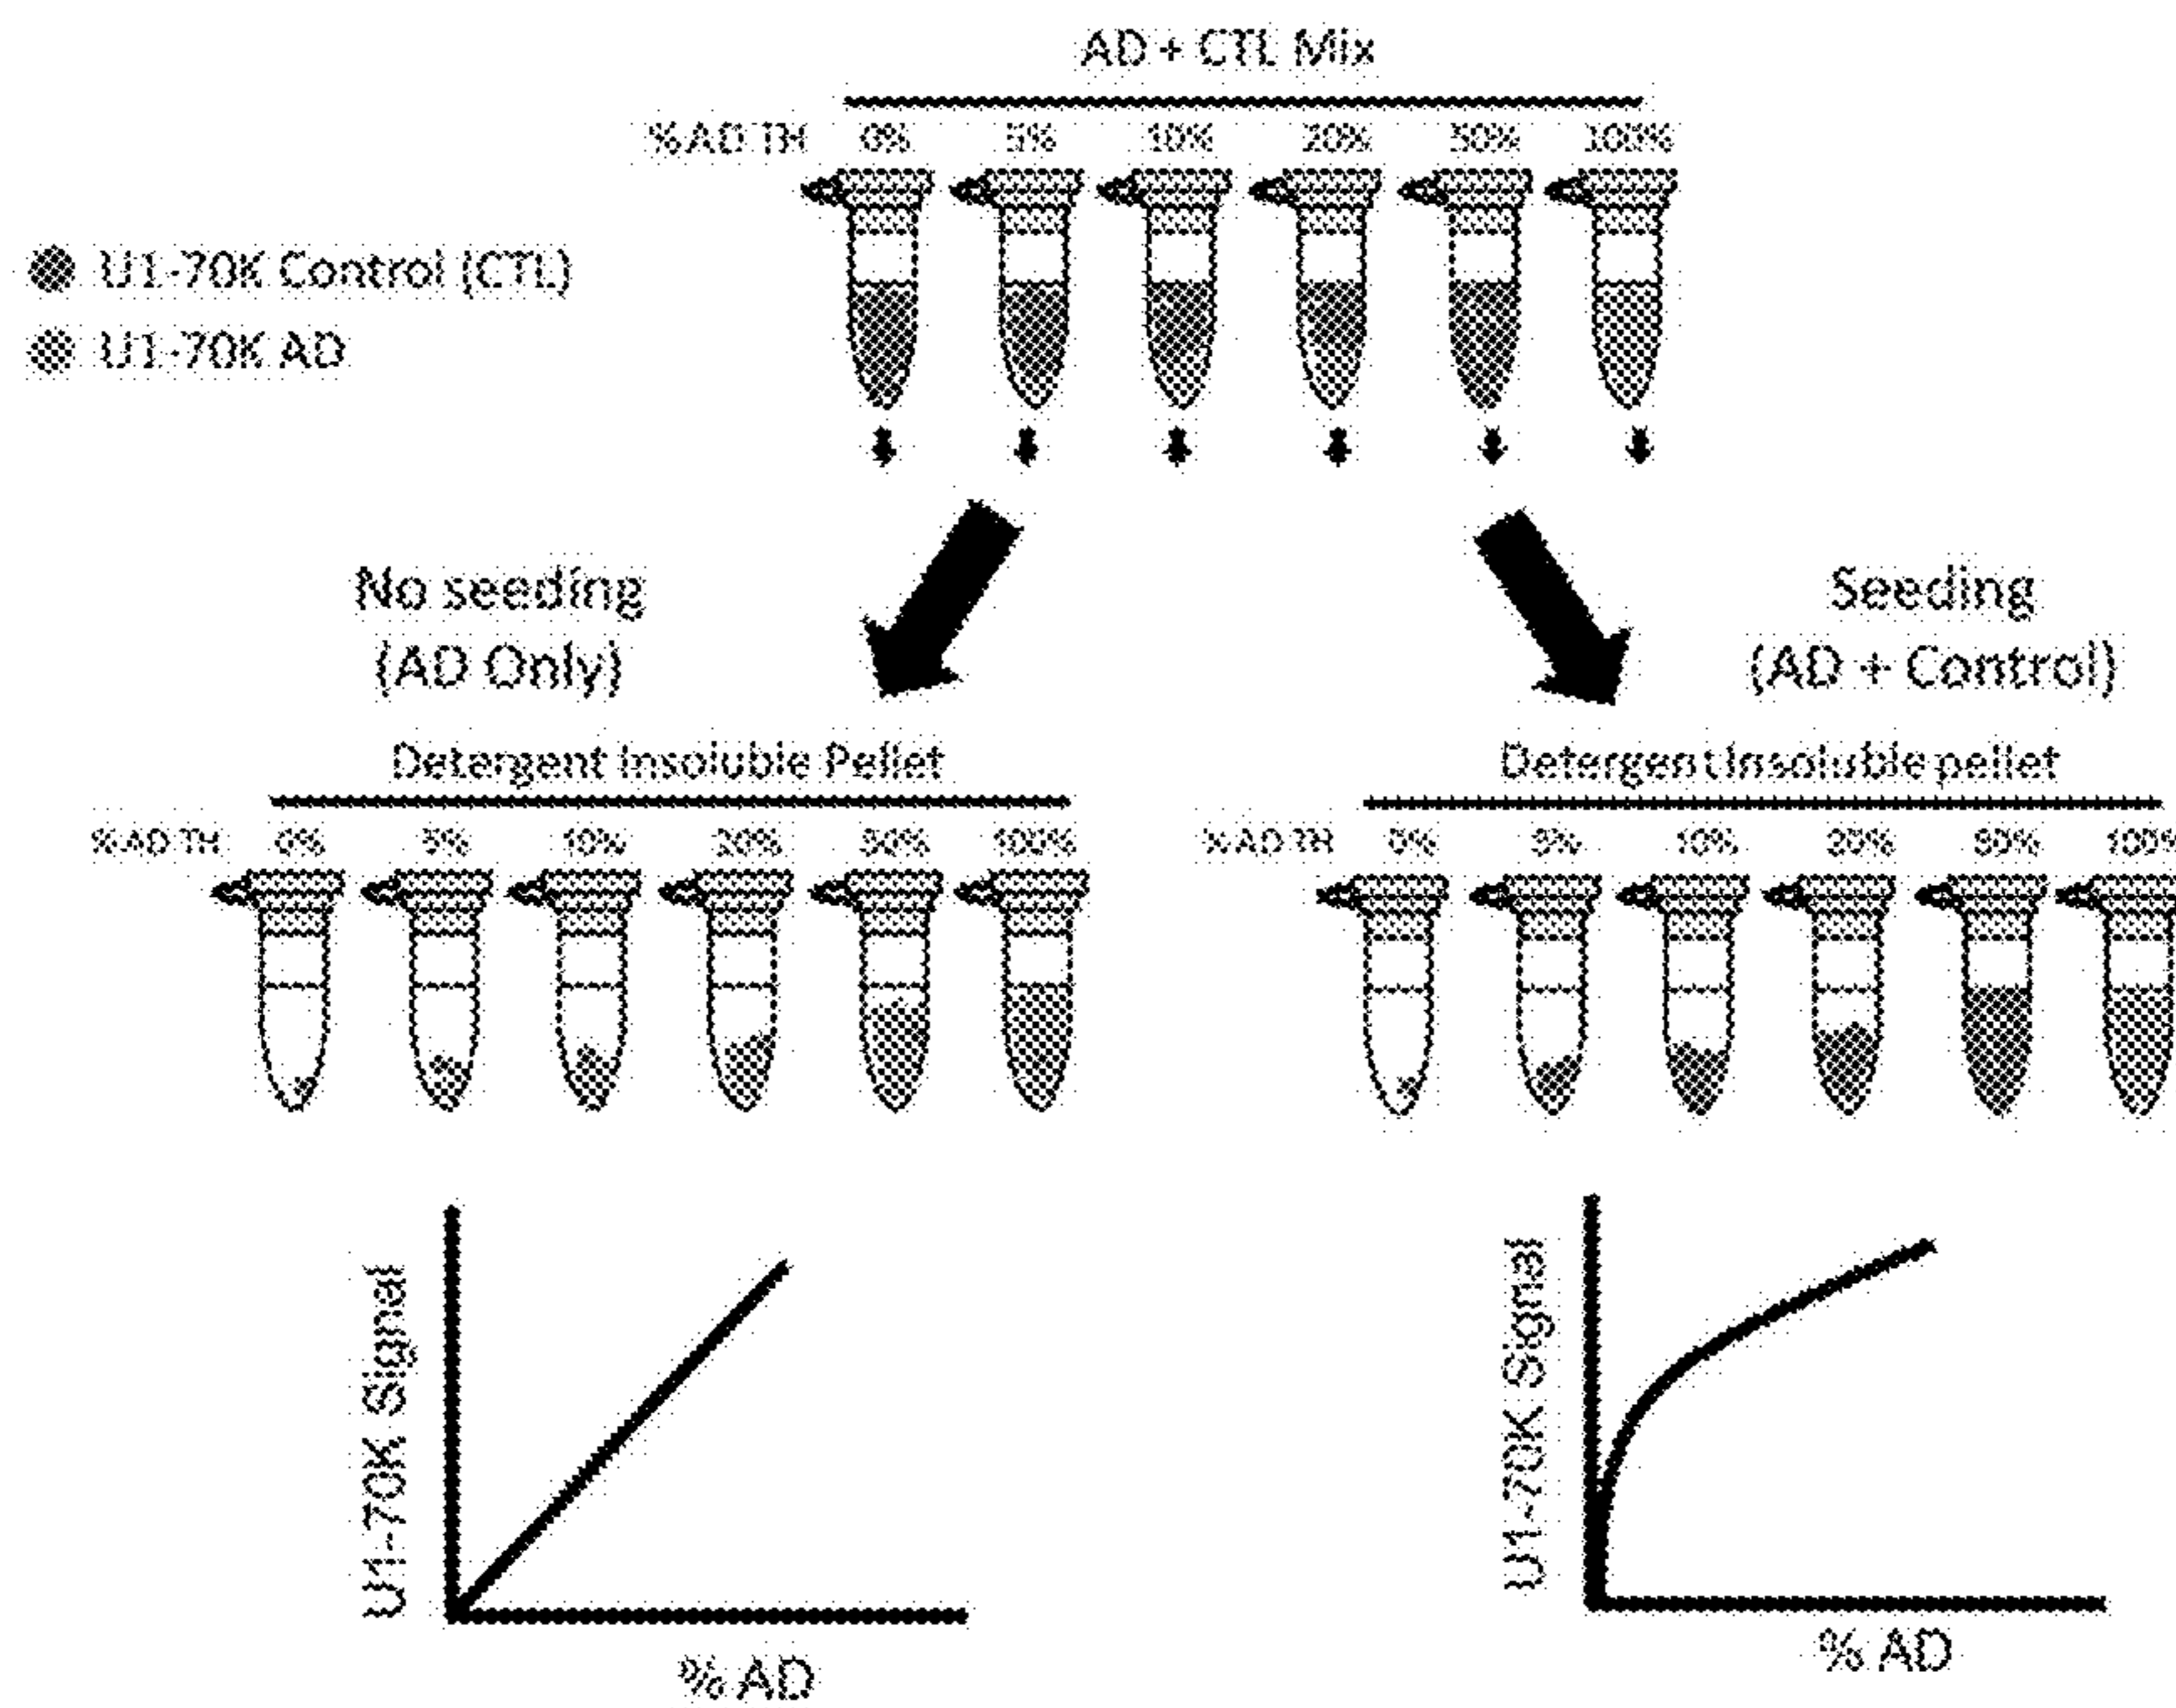 AD + CTL Mix
%AD TH 0% 5% 10% 20% 50% 100%
U1-70K Control (CTL)
U1-70K AD
No seeding
(AD Only)
Seeding
(AD + Control)
Detergent Insoluble Pellet
Detergent Insoluble pellet
%AD TH 0% 5% 10% 20% 50% 100%
%AD TH 0% 5% 10% 20% 50% 100%
U1-70K Signal
% AD
U1-70K Signal
% AD